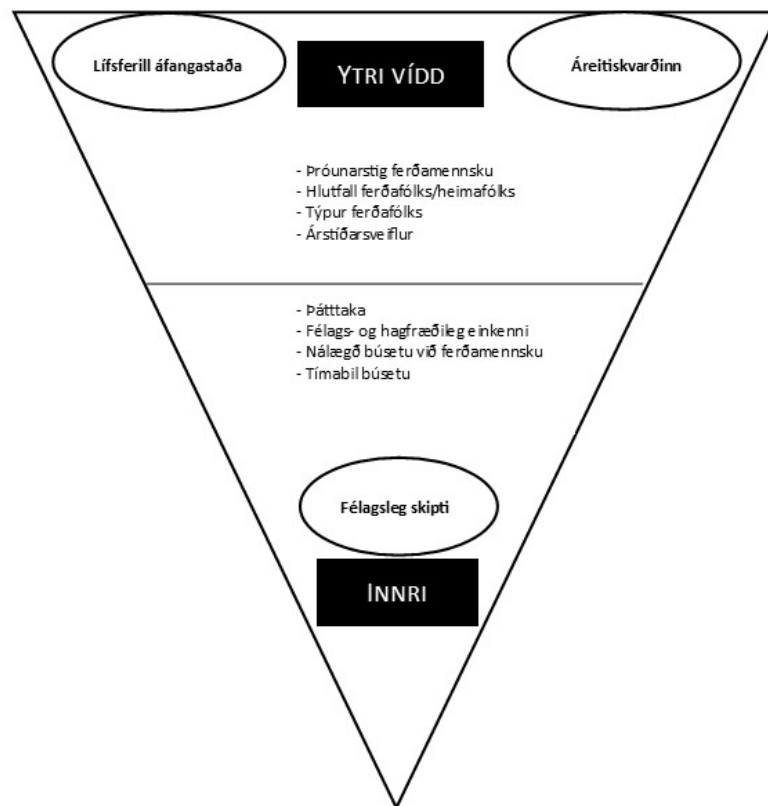 Lífsferill áfangastaða
YTRI VÍDD
Áreitiskvarðinn
- Þróunarstig ferðamennsku
- Hlutfall ferðafólks/heimafólks
- Týpur ferðafólks
- Árstíðarsveiflur
- Þátttaka
- Félags- og hagfræðileg einkenni
- Nálægð búsetu við ferðamennsku
- Tímabil búsetu
Félagsleg skipti
INNRI